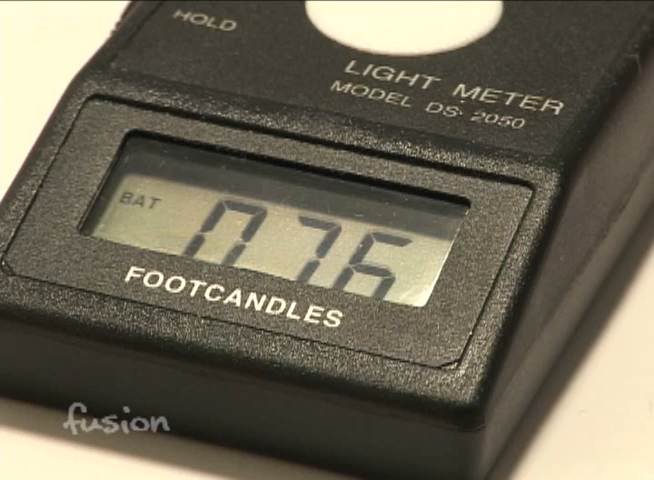 HOLD
LIGHT METER
MODEL DS-2050
BAT
076
FOOTCANDLES
fusion